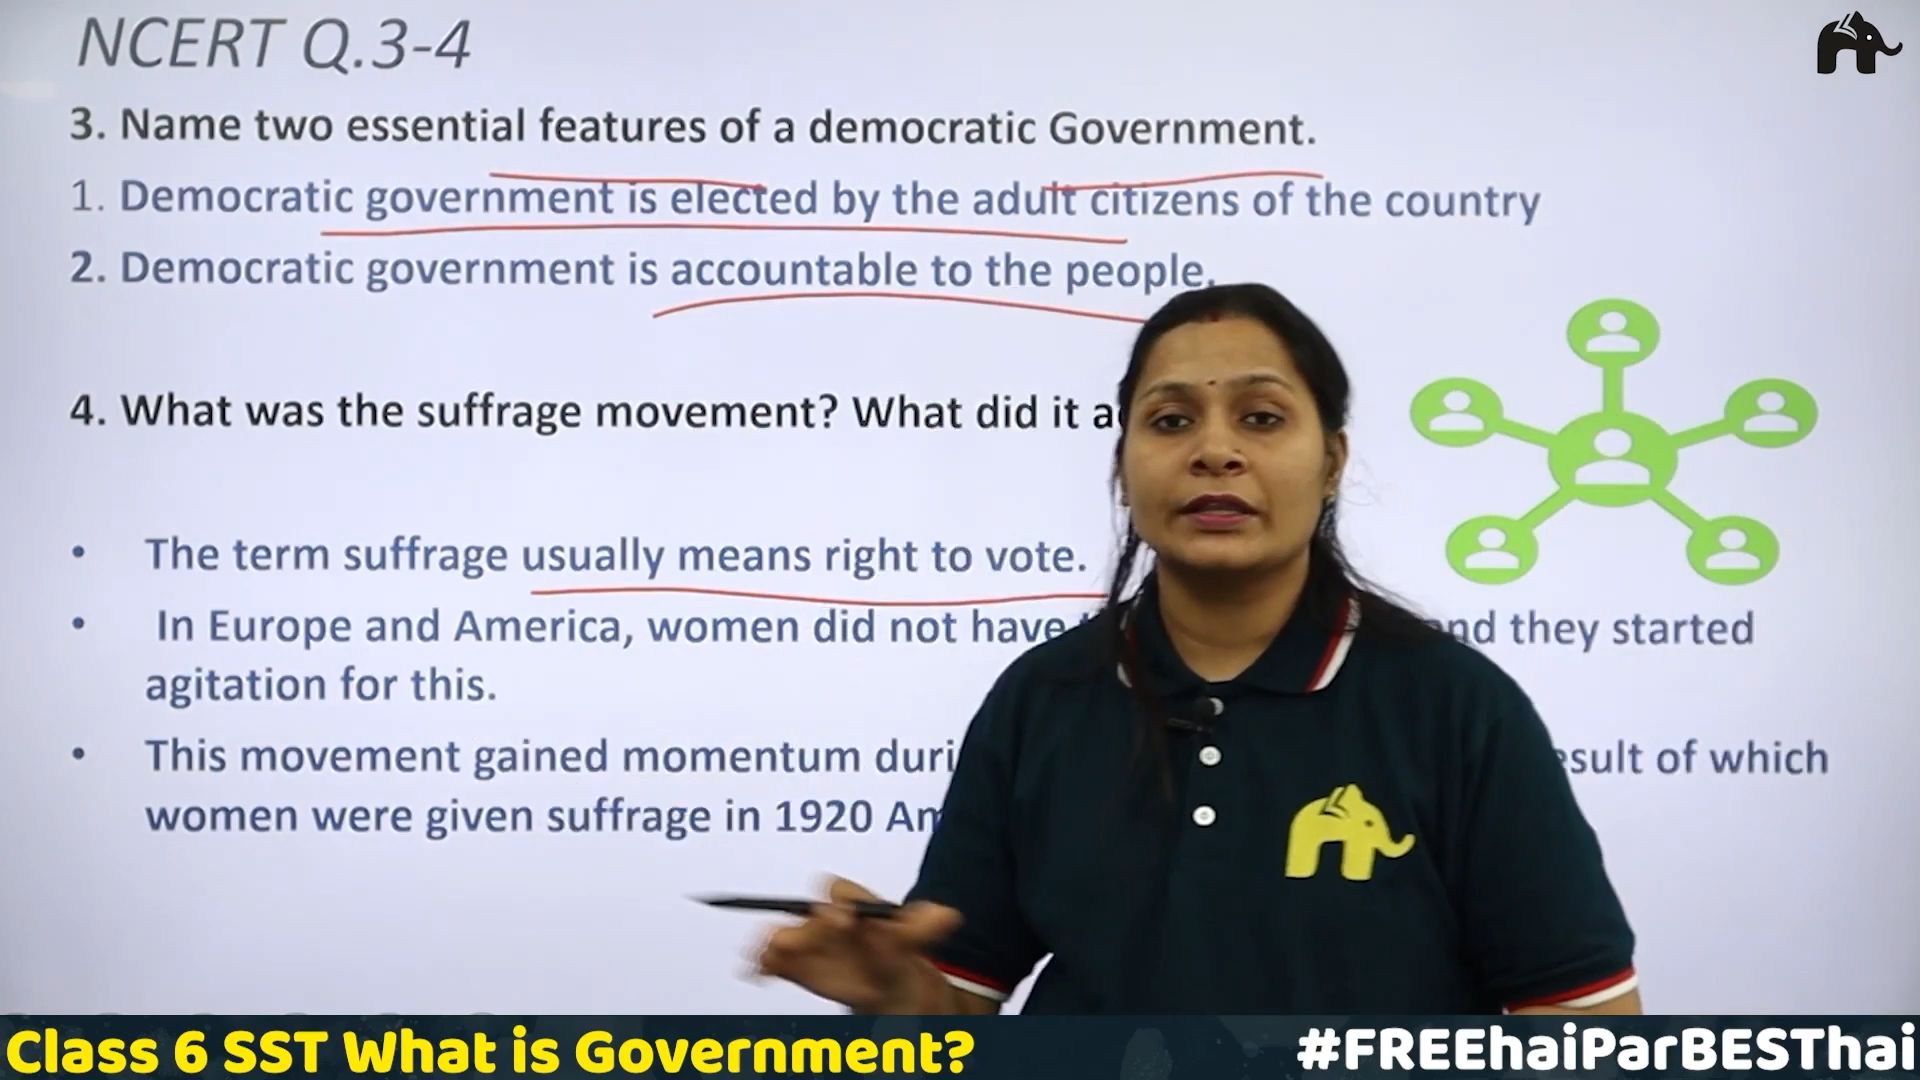 NCERT Q.3-4
3. Name two essential features of a democratic Government.
1. Democratic government is elected by the adult citizens of the country
2. Democratic government is accountable to the people.
4. What was the suffrage movement? What did it
• The term suffrage usually means right to vote.
• In Europe and America, women did not have and they started
agitation for this.
• This movement gained momentum of which
women were given suffrage in 1920
Class 6 SST What is Government?
#FREEhaiParBESThai